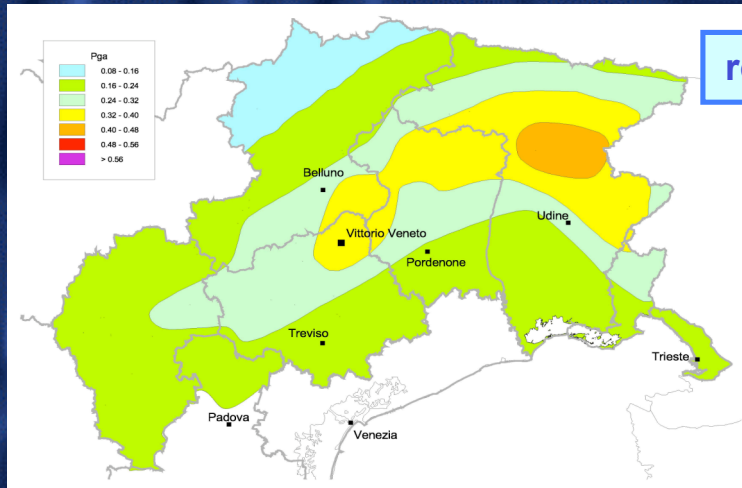 Pga
0.08 - 0.16
0.16 - 0.24
0.24 - 0.32
0.32 - 0.40
0.40 - 0.48
0.48 - 0.56
> 0.56
Belluno
Vittorio Veneto
Udine
Pordenone
Treviso
Trieste
Padova
Venezia